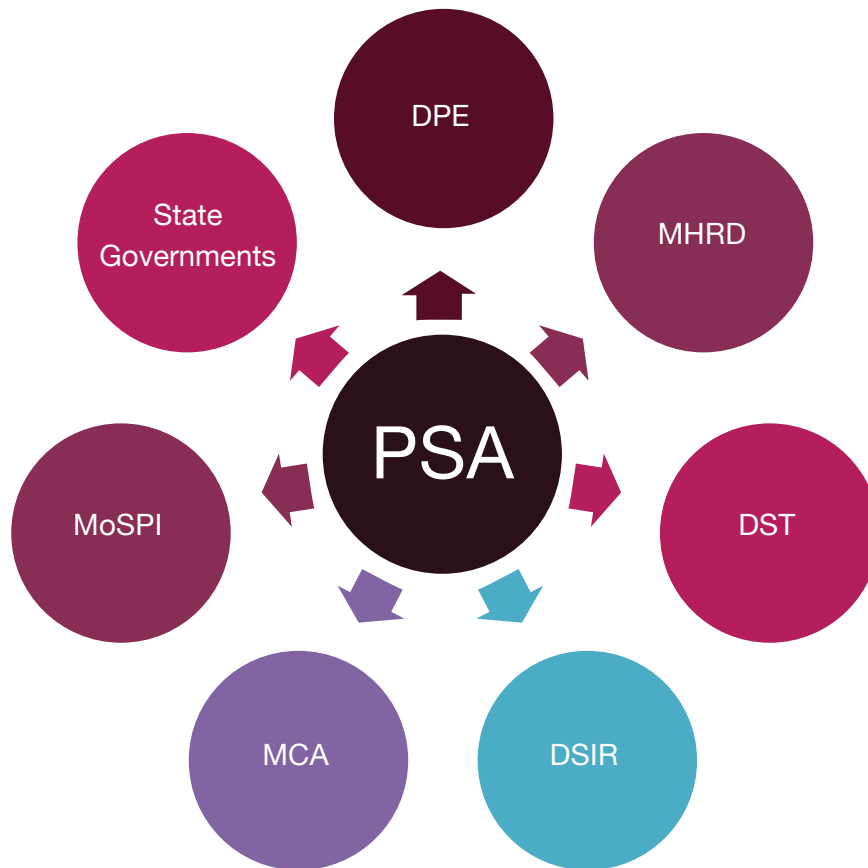 DPE
State
Governments
MHRD
PSA
MoSPI
DST
MCA
DSIR